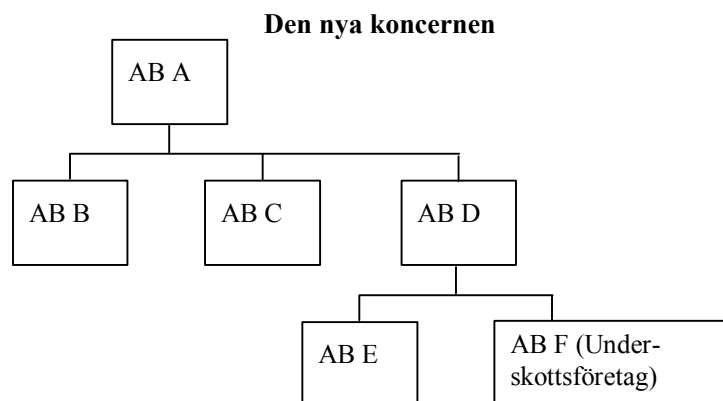 Den nya koncernen
AB A
AB B
AB C
AB D
AB E
AB F (Under-
skottsföretag)